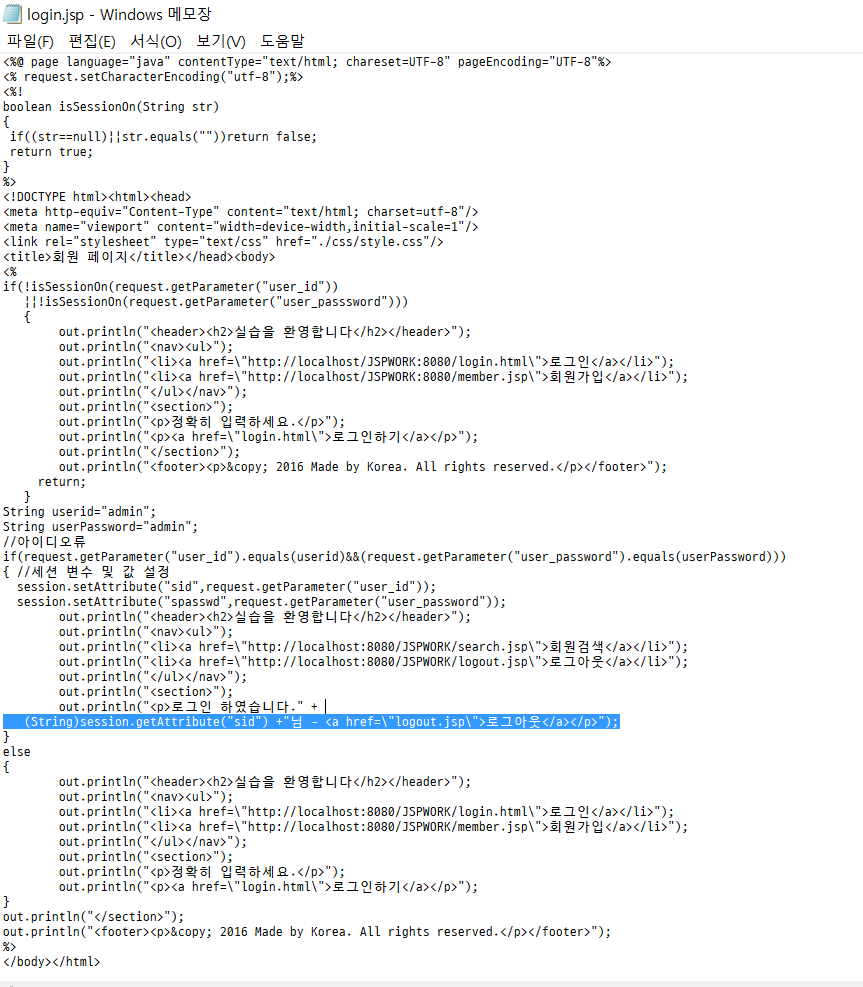 login.jsp - Windows 메모장
파일(F) 편집(E) 서식(O) 보기(V) 도움말
<%@ page language="java" contentType="text/html; chareset=UTF-8" pageEncoding="UTF-8"%>
<% request.setCharacterEncoding("utf-8");%>
<%!
boolean isSessionOn(String str)
{
 if((str==null)||str.equals(""))return false;
 return true;
}
%>
<!DOCTYPE html><html><head>
<meta http-equiv="Content-Type" content="text/html; charset=utf-8"/>
<meta name="viewport" content="width=device-width,initial-scale=1"/>
<link rel="stylesheet" type="text/css" href="./css/style.css"/>
<title>회원 페이지</title></head><body>
<%
if(!isSessionOn(request.getParameter("user_id"))
   ||!isSessionOn(request.getParameter("user_passsword")))
   {
        out.println("<header><h2>실습을 환영합니다</h2></header>");
        out.println("<nav><ul>");
        out.println("<li><a href=\"http://localhost/JSPWORK:8080/login.html\">로그인</a></li>");
        out.println("<li><a href=\"http://localhost/JSPWORK:8080/member.jsp\">회원가입</a></li>");
        out.println("</ul></nav>");
        out.println("<section>");
        out.println("<p>정확히 입력하세요.</p>");
        out.println("<p><a href=\"login.html\">로그인하기</a></p>");
        out.println("</section>");
        out.println("<footer><p>&copy; 2016 Made by Korea. All rights reserved.</p></footer>");
     return;
   }
String userid="admin";
String userPassword="admin";
//아이디오류
if(request.getParameter("user_id").equals(userid)&&(request.getParameter("user_password").equals(userPassword)))
{ //세션 변수 및 값 설정
  session.setAttribute("sid",request.getParameter("user_id"));
  session.setAttribute("spasswd",request.getParameter("user_password"));
        out.println("<header><h2>실습을 환영합니다</h2></header>");
        out.println("<nav><ul>");
        out.println("<li><a href=\"http://localhost:8080/JSPWORK/search.jsp\">회원검색</a></li>");
        out.println("<li><a href=\"http://localhost:8080/JSPWORK/logout.jsp\">로그아웃</a></li>");
        out.println("</ul></nav>");
        out.println("<section>");
        out.println("<p>로그인 하였습니다." +
   (String)session.getAttribute("sid") +"님 - <a href=\"logout.jsp\">로그아웃</a></p>");
}
else
{
        out.println("<header><h2>실습을 환영합니다</h2></header>");
        out.println("<nav><ul>");
        out.println("<li><a href=\"http://localhost:8080/JSPWORK/login.html\">로그인</a></li>");
        out.println("<li><a href=\"http://localhost:8080/JSPWORK/member.jsp\">회원가입</a></li>");
        out.println("</ul></nav>");
        out.println("<section>");
        out.println("<p>정확히 입력하세요.</p>");
        out.println("<p><a href=\"login.html\">로그인하기</a></p>");
}
out.println("</section>");
out.println("<footer><p>&copy; 2016 Made by Korea. All rights reserved.</p></footer>");
%>
</body></html>